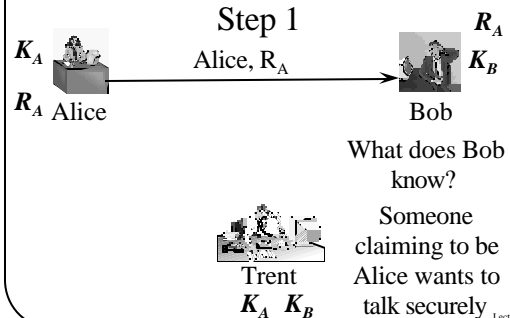 Step 1
K_A
Alice, R_A
R_A
K_B
R_A Alice
Bob
What does Bob
know?
Someone
claiming to be
Alice wants to
talk securely
Trent
K_A K_B